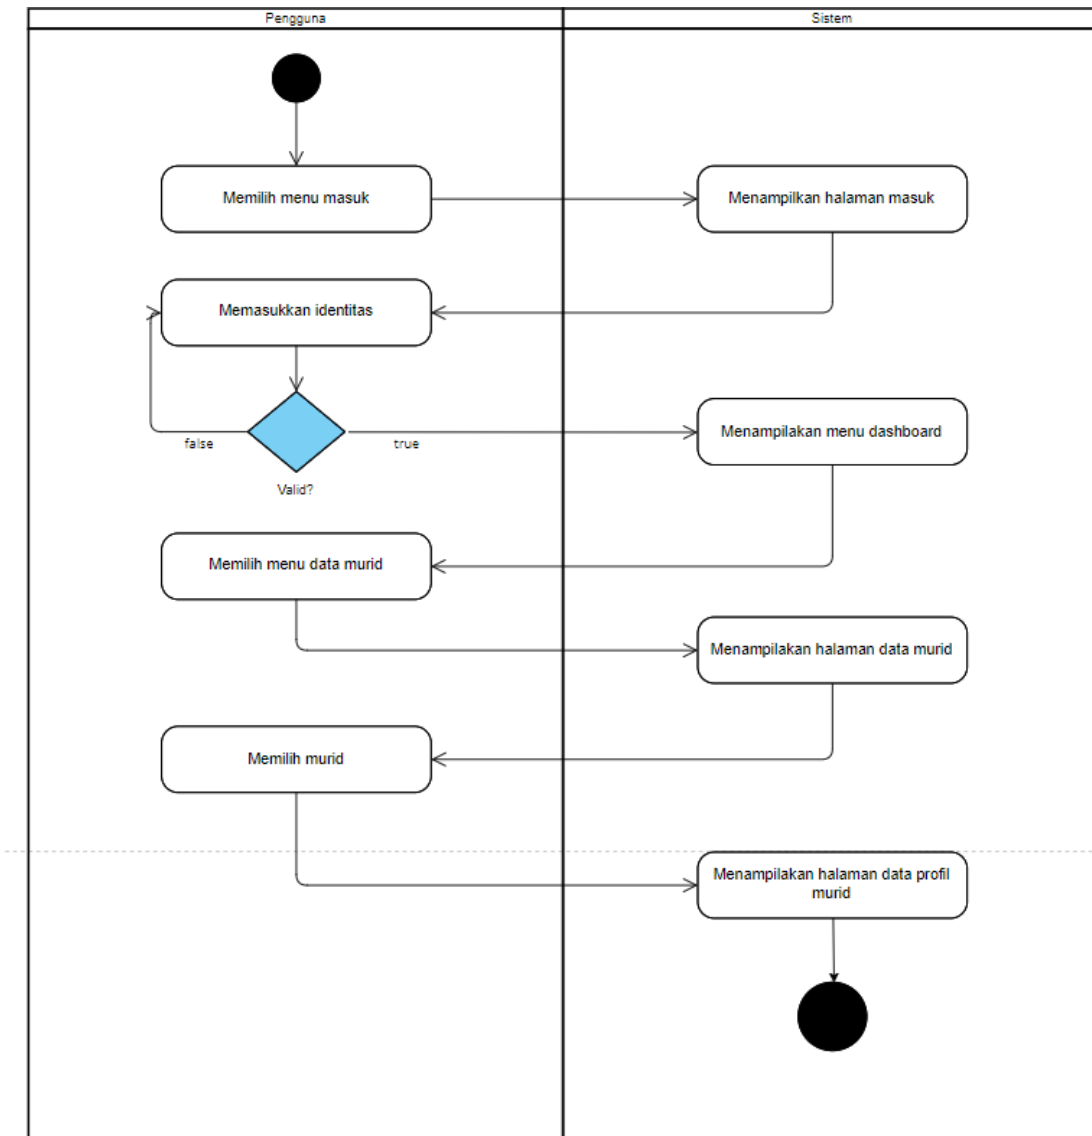 Pengguna
Sistem
Memilih menu masuk
Menampilkan halaman masuk
Memasukkan identitas
false
true
Menampilakan menu dashboard
Valid?
Memilih menu data murid
Menampilakan halaman data murid
Memilih murid
Menampilakan halaman data profil
murid